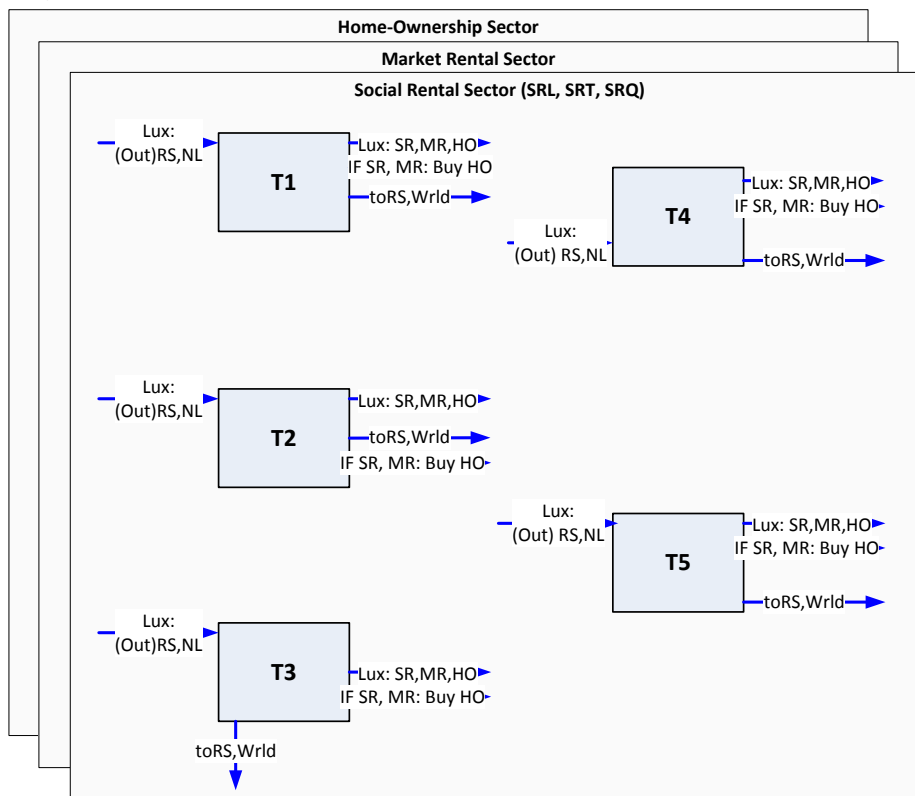 Home-Ownership Sector
Market Rental Sector
Social Rental Sector (SRL, SRT, SRQ)
Lux:
(Out)RS,NL
T1
Lux: SR,MR,HO
IF SR, MR: Buy HO
toRS,Wrld
Lux:
(Out) RS,NL
T4
Lux: SR,MR,HO
IF SR, MR: Buy HO
toRS,Wrld
Lux:
(Out)RS,NL
T2
Lux: SR,MR,HO
toRS,Wrld
IF SR, MR: Buy HO
Lux:
(Out) RS,NL
T5
Lux: SR,MR,HO
IF SR, MR: Buy HO
toRS,Wrld
Lux:
(Out)RS,NL
T3
Lux: SR,MR,HO
IF SR, MR: Buy HO
toRS,Wrld